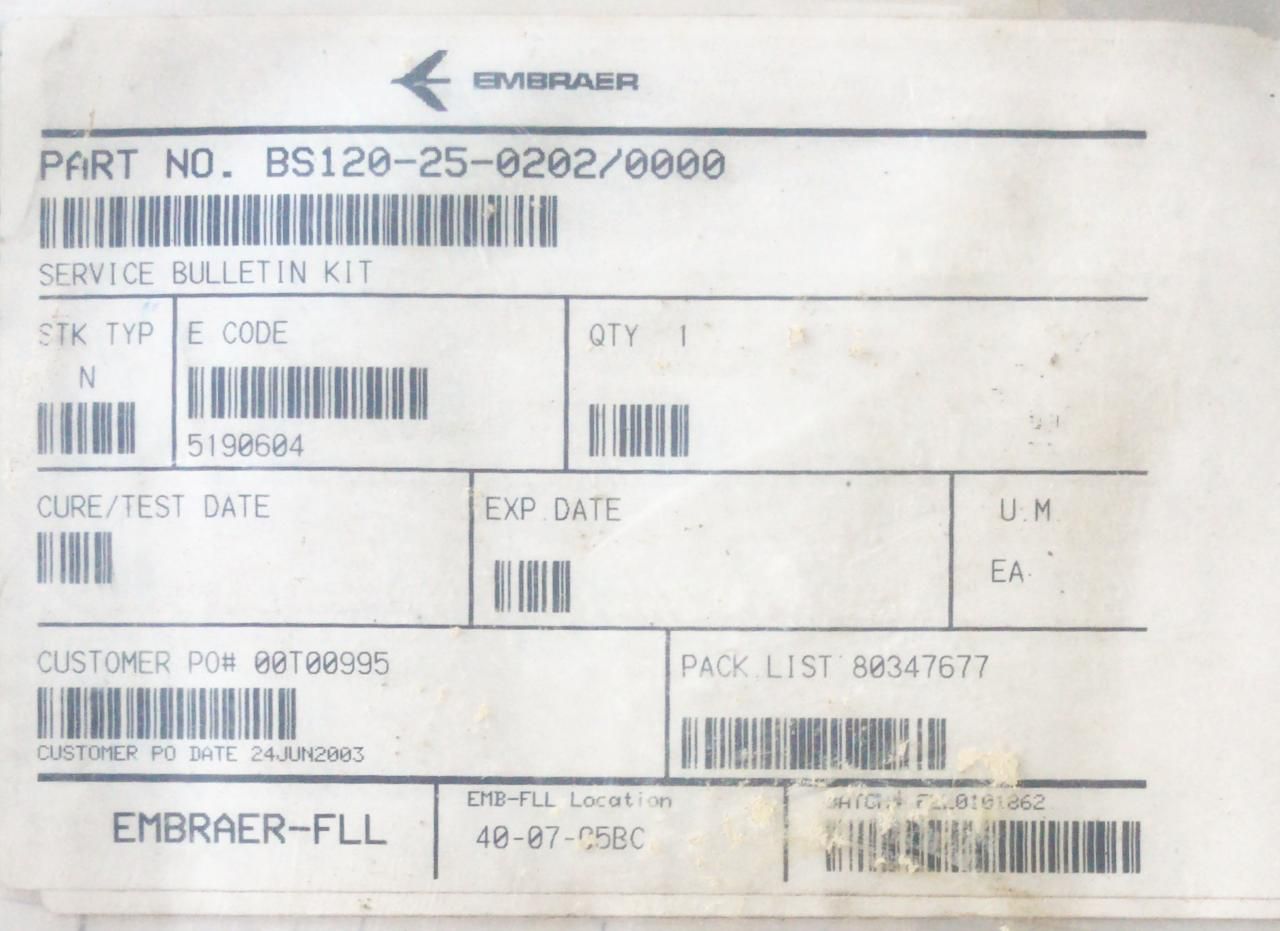 EMBRAER
PART NO. BS120-25-0202/0000
SERVICE BULLETIN KIT
STK TYP
N
E CODE
5190604
QTY 1
CURE/TEST DATE
EXP DATE
U M
EA
CUSTOMER PO# 00T00995
CUSTOMER PO DATE 24JUN2003
PACK LIST 80347677
EMBRAER-FLL
EMB-FLL Location
40-07-05BC
BATCH#